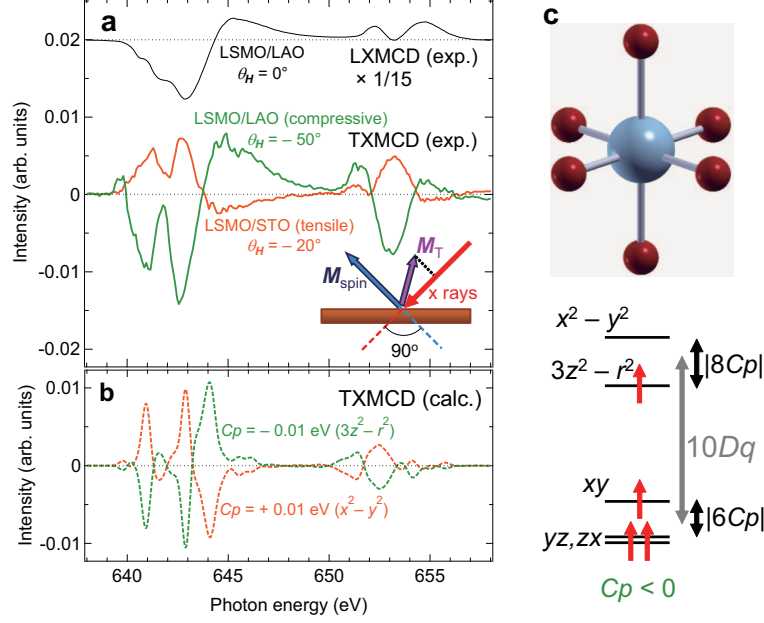 a
0.02
0.01
0
-0.01
-0.02
Intensity (arb. units)
LSMO/LAO
θH = 0°
LXMCD (exp.)
× 1/15
LSMO/LAO (compressive)
θH = − 50°
TXMCD (exp.)
LSMO/STO (tensile)
θH = − 20°
Mspin
MT
x rays
90°
b
0.01
0
-0.01
Intensity (arb. units)
TXMCD (calc.)
Cp = − 0.01 eV (3z² − r²)
Cp = + 0.01 eV (x² − y²)
640
645
650
655
Photon energy (eV)
c
x² − y²
|8Cp|
3z² − r²
10Dq
xy
|6Cp|
yz,zx
Cp < 0